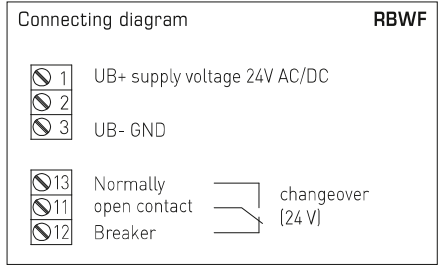 Connecting diagram RBWF
1 UB+ supply voltage 24V AC/DC
2
3 UB- GND
13 Normally
11 open contact
12 Breaker
changeover
(24 V)